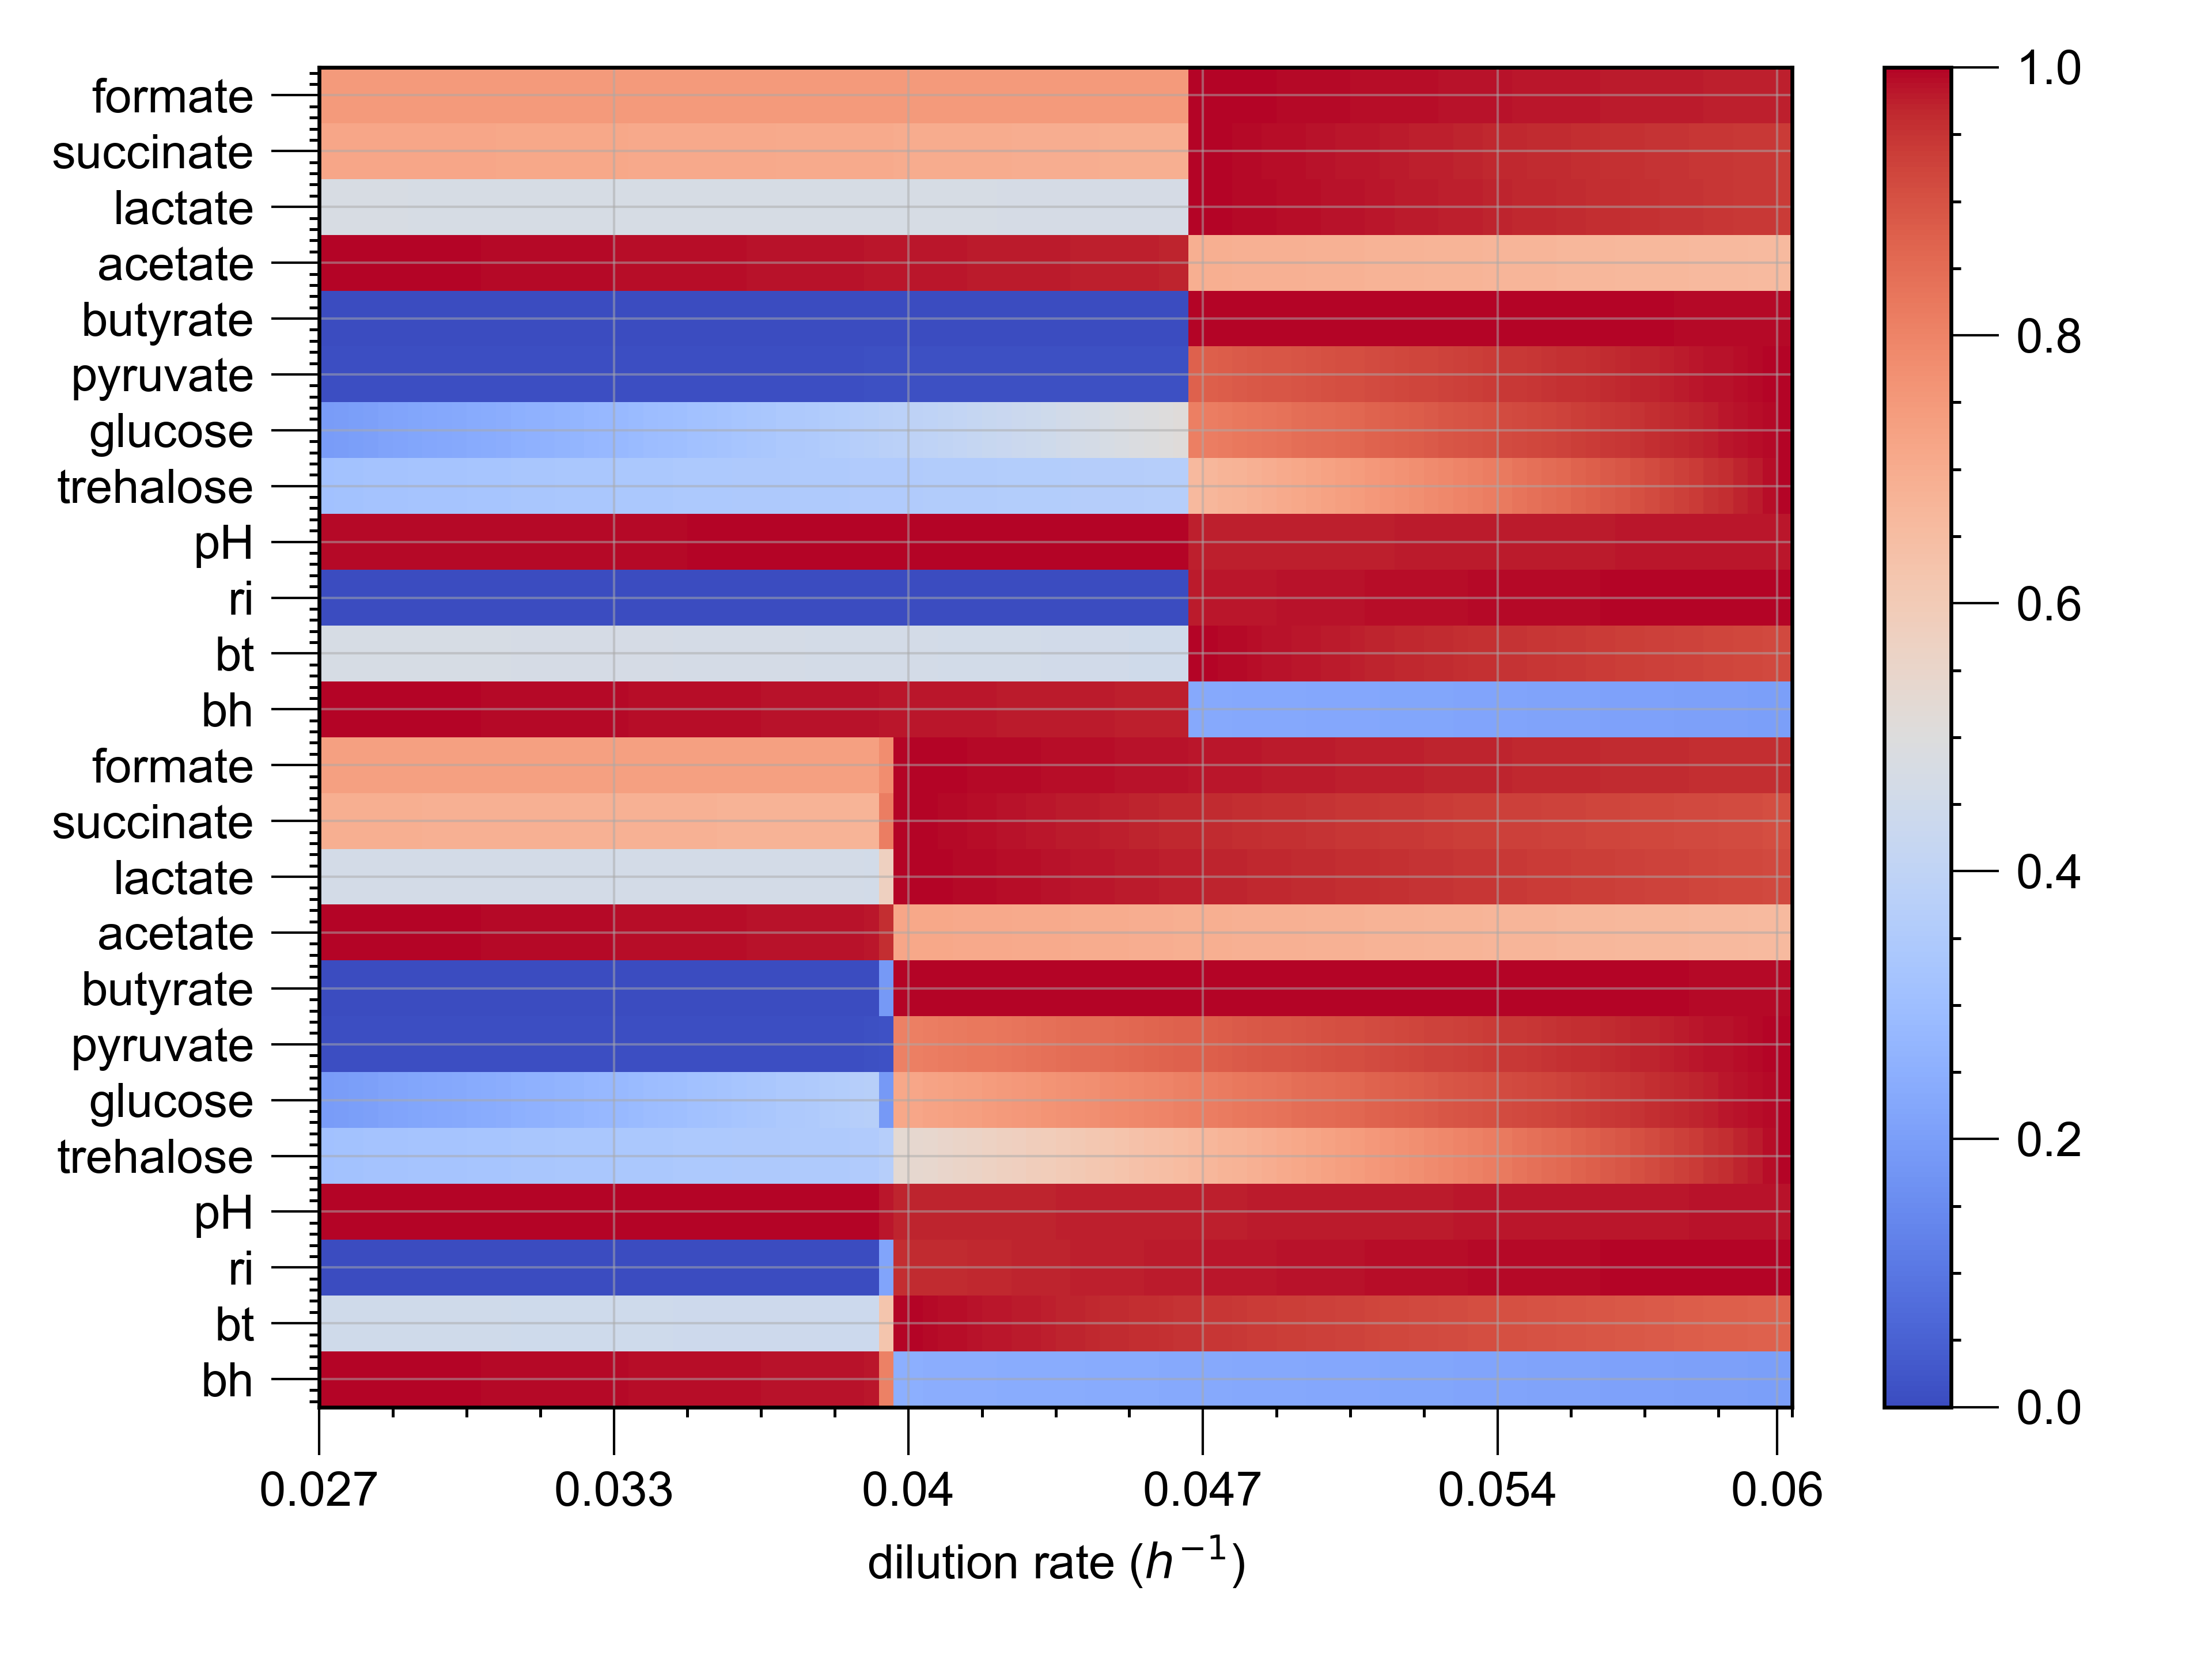 formate
succinate
lactate
acetate
butyrate
pyruvate
glucose
trehalose
pH
ri
bt
bh
formate
succinate
lactate
acetate
butyrate
pyruvate
glucose
trehalose
pH
ri
bt
bh
0.027 0.033 0.04 0.047 0.054 0.06
dilution rate (h⁻¹)
1.0
0.8
0.6
0.4
0.2
0.0